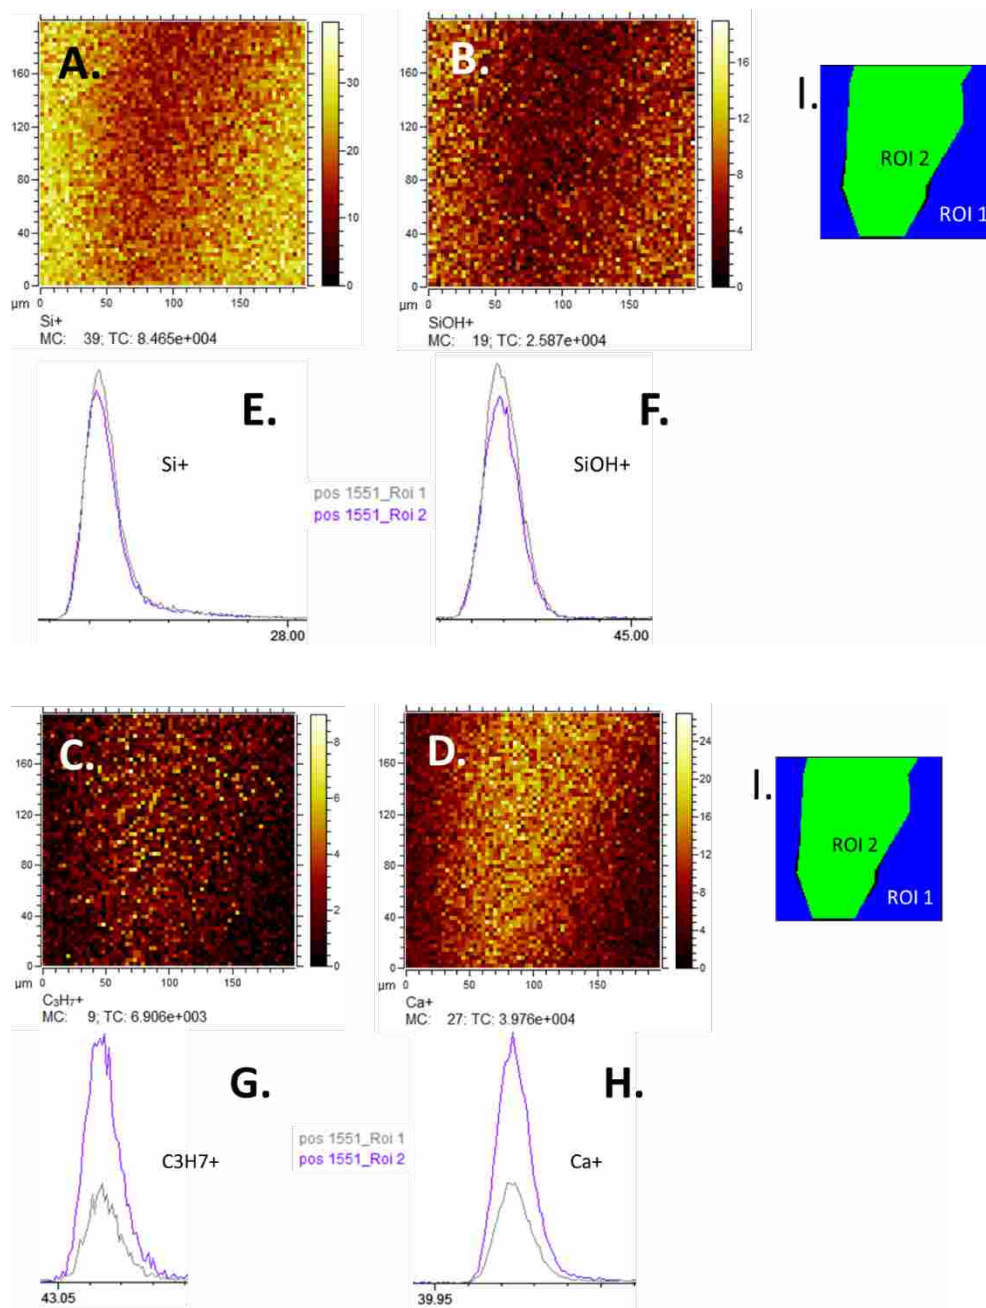 A.
160
120
80
40
0
30
20
10
0
µm 0 50 100 150
Si+
MC: 39; TC: 8.465e+004
B.
160
120
80
40
0
16
12
8
4
0
µm 0 50 100 150
SiOH+
MC: 19; TC: 2.587e+004
I.
ROI 2
ROI 1
E.
Si+
28.00
pos 1551_Roi 1
pos 1551_Roi 2
F.
SiOH+
45.00
C.
160
120
80
40
0
8
6
4
2
0
µm 0 50 100 150
C₃H₇+
MC: 9; TC: 6.906e+003
D.
160
120
80
40
0
24
20
16
12
8
4
0
µm 0 50 100 150
Ca+
MC: 27; TC: 3.976e+004
I.
ROI 2
ROI 1
G.
C3H7+
43.05
pos 1551_Roi 1
pos 1551_Roi 2
H.
Ca+
39.95